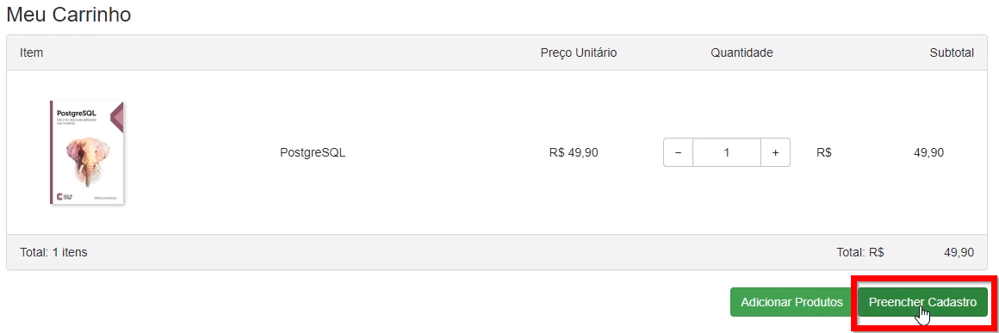 Meu Carrinho
Item Preço Unitário Quantidade Subtotal
PostgreSQL
PostgreSQL R$ 49,90 − 1 + R$ 49,90
Total: 1 itens Total: R$ 49,90
Adicionar Produtos Preencher Cadastro